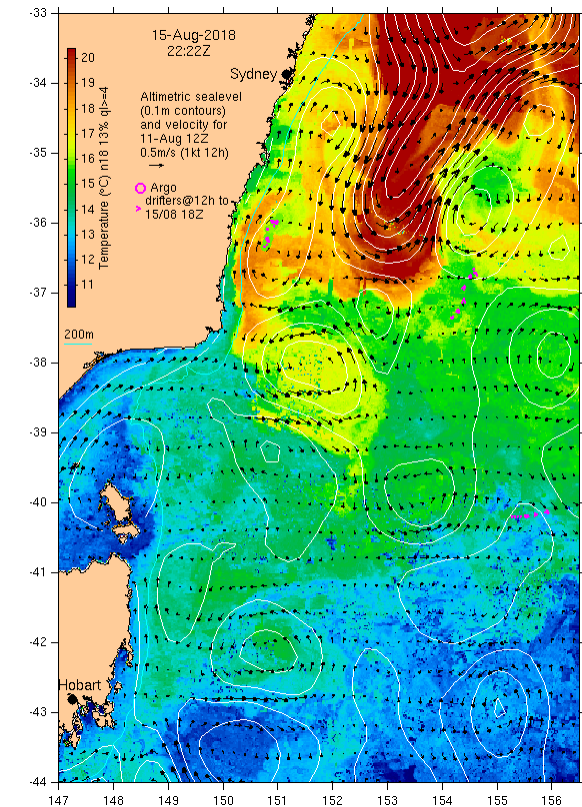 -33
15-Aug-2018
22:22Z
-34
Sydney
20
19
18
17
16
15
14
13
12
11
Temperature (°C) n18 13% ql>=4
Altimetric sealevel
(0.1m contours)
and velocity for
11-Aug 12Z
0.5m/s (1kt 12h)
Argo
drifters@12h to
15/08 18Z
-35
-36
-37
200m
-38
-39
-40
-41
-42
Hobart
-43
-44
147 148 149 150 151 152 153 154 155 156